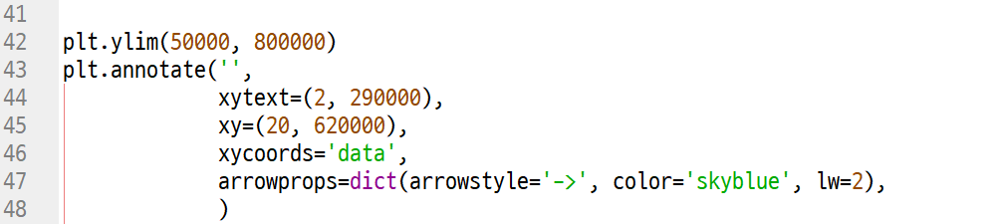 41
42 plt.ylim(50000, 800000)
43 plt.annotate('',
44 xytext=(2, 290000),
45 xy=(20, 620000),
46 xycoords='data',
47 arrowprops=dict(arrowstyle='->', color='skyblue', lw=2),
48 )